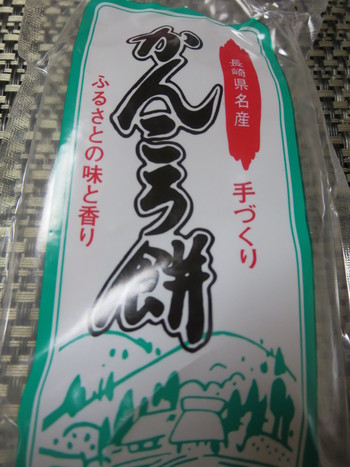 長崎県名産
手づくり
かんころ餅
ふるさとの味と香り